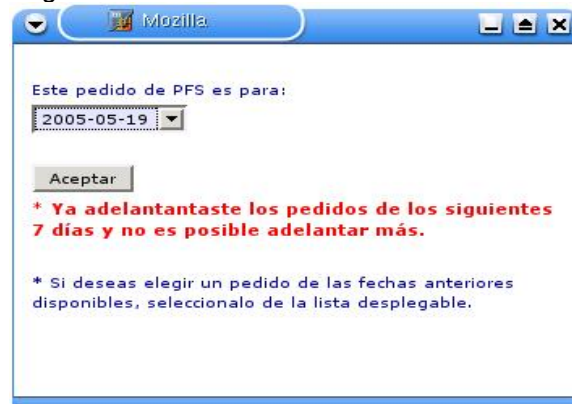 Mozilla
Este pedido de PFS es para:
2005-05-19
Aceptar
* Ya adelantantaste los pedidos de los siguientes
7 días y no es posible adelantar más.
* Si deseas elegir un pedido de las fechas anteriores
disponibles, seleccionalo de la lista desplegable.